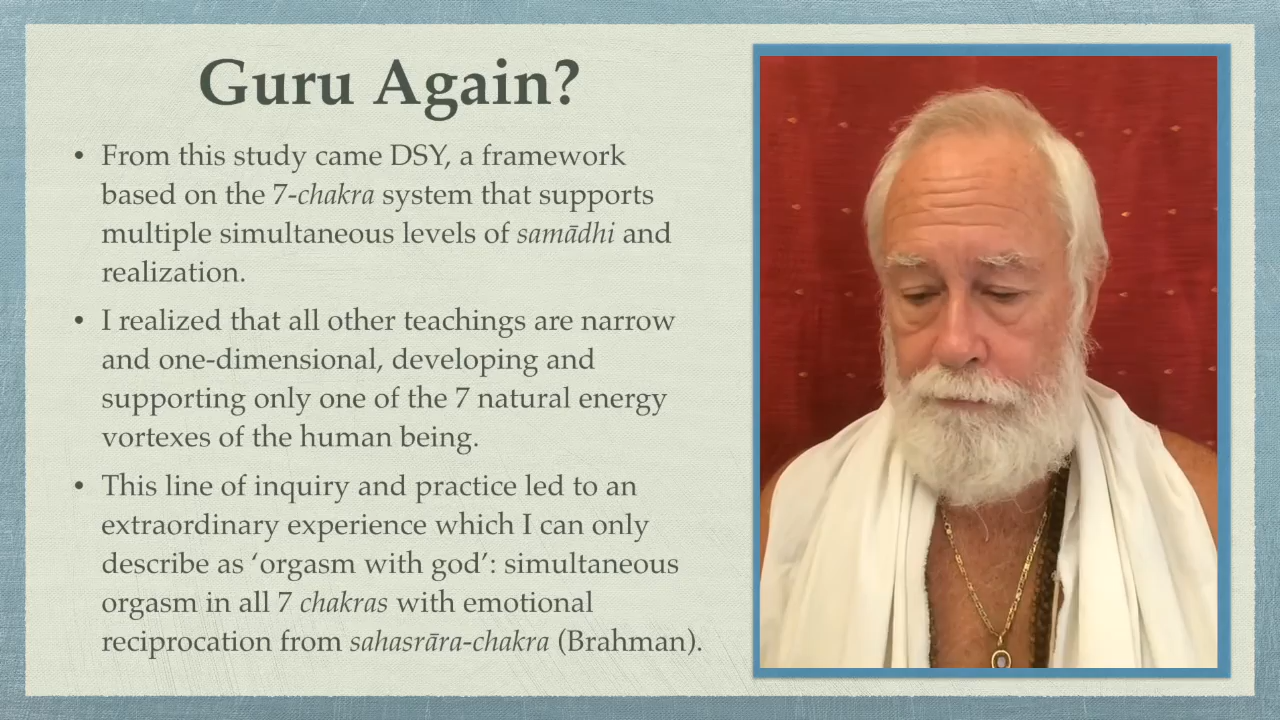 Guru Again?
• From this study came DSY, a framework
based on the 7-chakra system that supports
multiple simultaneous levels of samādhi and
realization.
• I realized that all other teachings are narrow
and one-dimensional, developing and
supporting only one of the 7 natural energy
vortexes of the human being.
• This line of inquiry and practice led to an
extraordinary experience which I can only
describe as ‘orgasm with god’: simultaneous
orgasm in all 7 chakras with emotional
reciprocation from sahasrāra-chakra (Brahman).